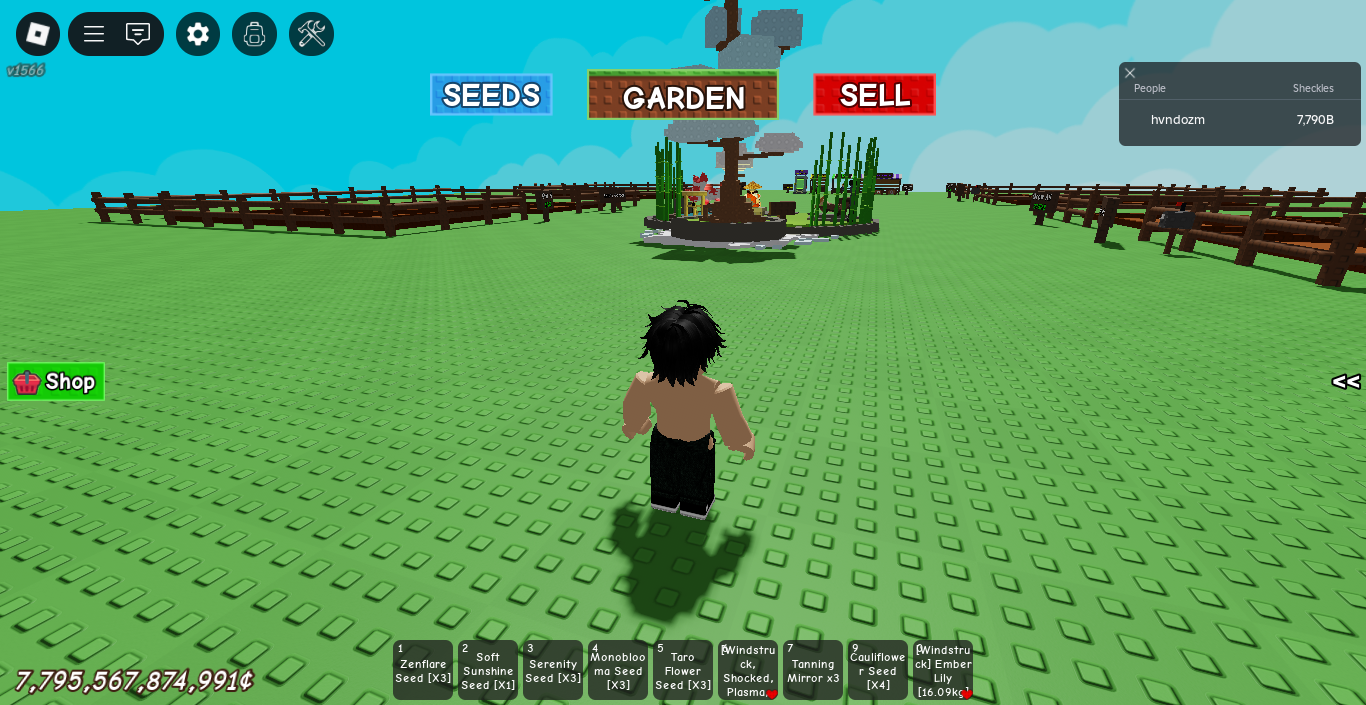 v1566
SEEDS
GARDEN
SELL
People Sheckles
hvndozm 7,790B
Shop
<<
7,795,567,874,991¢
1
Zenflare
Seed [X3]
2
Soft
Sunshine
Seed [X1]
3
Serenity
Seed [X3]
4
Monobloo
ma Seed
[X3]
5
Taro
Flower
Seed [X3]
6
[Windstru
ck,
Shocked,
Plasma,
7
Tanning
Mirror x3
9
Cauliflowe
r Seed
[X4]
0
[Windstru
ck] Ember
Lily
[16.09kg]